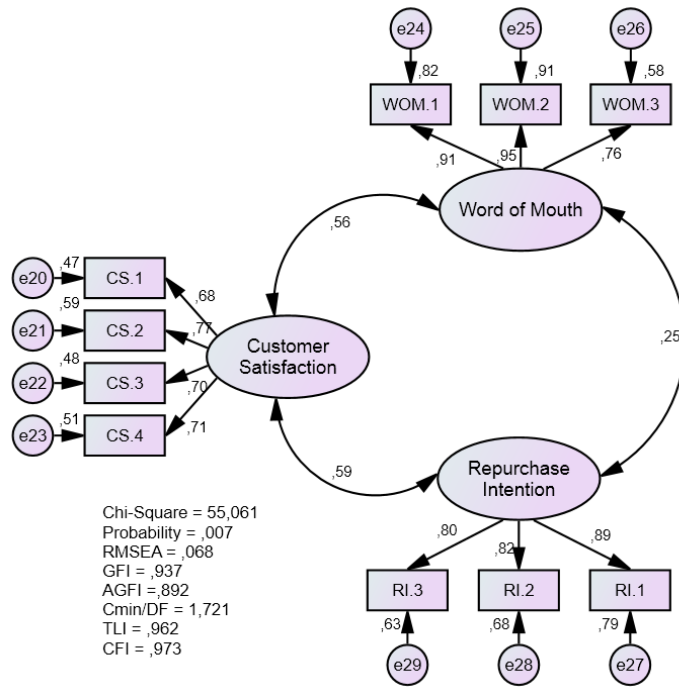 e24
e25
e26
,82
,91
,58
WOM.1
WOM.2
WOM.3
,91
,95
,76
Word of Mouth
,56
e20
,47
CS.1
,68
e21
,59
CS.2
,77
e22
,48
CS.3
,70
e23
,51
CS.4
,71
Customer
Satisfaction
,25
,59
Repurchase
Intention
,80
,82
,89
RI.3
RI.2
RI.1
,63
,68
,79
e29
e28
e27
Chi-Square = 55,061
Probability = ,007
RMSEA = ,068
GFI = ,937
AGFI = ,892
Cmin/DF = 1,721
TLI = ,962
CFI = ,973